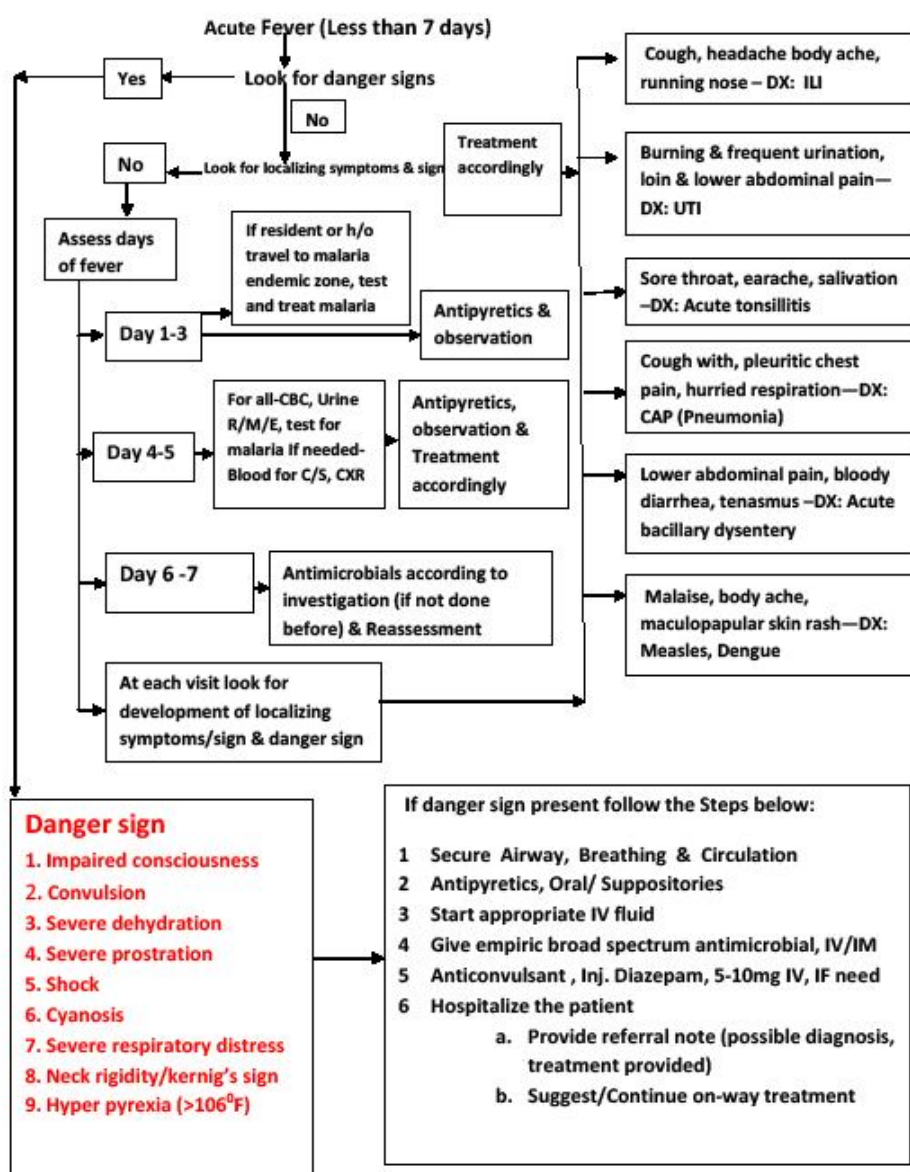 Acute Fever (Less than 7 days)
Yes
Look for danger signs
No
No
Look for localizing symptoms & sign
Treatment
accordingly
Assess days
of fever
If resident or h/o
travel to malaria
endemic zone, test
and treat malaria
Day 1-3
Antipyretics &
observation
Day 4-5
For all-CBC, Urine
R/M/E, test for
malaria If needed-
Blood for C/S, CXR
Antipyretics,
observation &
Treatment
accordingly
Day 6 -7
Antimicrobials according to
investigation (if not done
before) & Reassessment
At each visit look for
development of localizing
symptoms/sign & danger sign
Cough, headache body ache,
running nose – DX: ILI
Burning & frequent urination,
loin & lower abdominal pain—
DX: UTI
Sore throat, earache, salivation
–DX: Acute tonsillitis
Cough with, pleuritic chest
pain, hurried respiration—DX:
CAP (Pneumonia)
Lower abdominal pain, bloody
diarrhea, tenasmus –DX: Acute
bacillary dysentery
Malaise, body ache,
maculopapular skin rash—DX:
Measles, Dengue
Danger sign
1. Impaired consciousness
2. Convulsion
3. Severe dehydration
4. Severe prostration
5. Shock
6. Cyanosis
7. Severe respiratory distress
8. Neck rigidity/kernig's sign
9. Hyper pyrexia (>106⁰F)
If danger sign present follow the Steps below:
1 Secure Airway, Breathing & Circulation
2 Antipyretics, Oral/ Suppositories
3 Start appropriate IV fluid
4 Give empiric broad spectrum antimicrobial, IV/IM
5 Anticonvulsant , Inj. Diazepam, 5-10mg IV, IF need
6 Hospitalize the patient
a. Provide referral note (possible diagnosis,
treatment provided)
b. Suggest/Continue on-way treatment